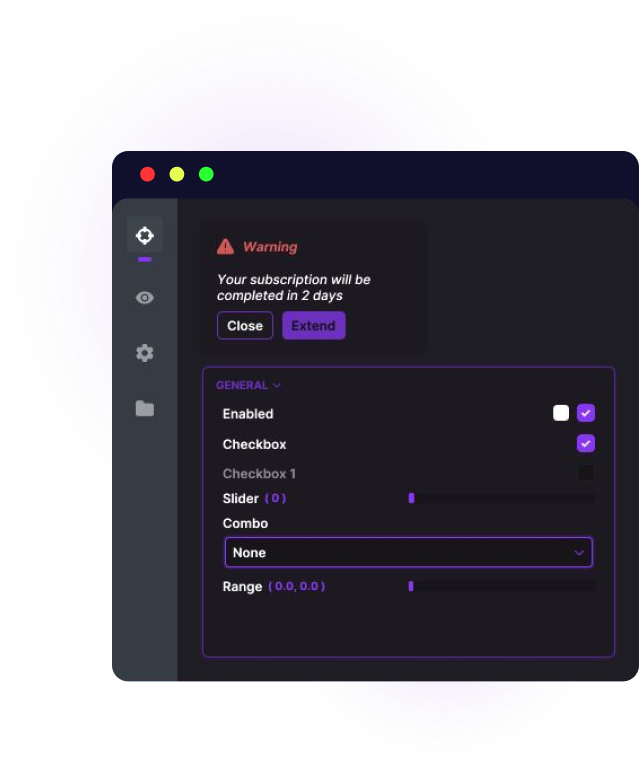 Warning
Your subscription will be
completed in 2 days
Close Extend
GENERAL
Enabled
Checkbox
Checkbox 1
Slider ( 0 )
Combo
None
Range ( 0.0, 0.0 )